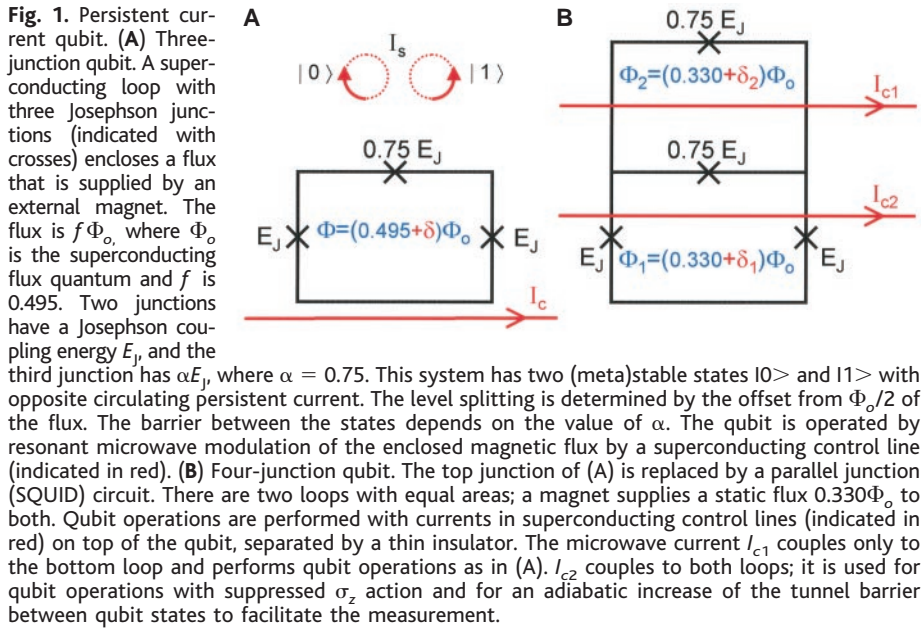 Fig. 1. Persistent cur-
rent qubit. (A) Three-
junction qubit. A super-
conducting loop with
three Josephson junc-
tions (indicated with
crosses) encloses a flux
that is supplied by an
external magnet. The
flux is fΦo, where Φo
is the superconducting
flux quantum and f is
0.495. Two junctions
have a Josephson cou-
pling energy EJ, and the
third junction has αEJ, where α = 0.75. This system has two (meta)stable states I0> and I1> with
opposite circulating persistent current. The level splitting is determined by the offset from Φo/2 of
the flux. The barrier between the states depends on the value of α. The qubit is operated by
resonant microwave modulation of the enclosed magnetic flux by a superconducting control line
(indicated in red). (B) Four-junction qubit. The top junction of (A) is replaced by a parallel junction
(SQUID) circuit. There are two loops with equal areas; a magnet supplies a static flux 0.330Φo to
both. Qubit operations are performed with currents in superconducting control lines (indicated in
red) on top of the qubit, separated by a thin insulator. The microwave current Ic1 couples only to
the bottom loop and performs qubit operations as in (A). Ic2 couples to both loops; it is used for
qubit operations with suppressed σz action and for an adiabatic increase of the tunnel barrier
between qubit states to facilitate the measurement.
A
Is
|0⟩ |1⟩
0.75 EJ
EJ Φ=(0.495+δ)Φo EJ
Ic
B
0.75 EJ
Φ2=(0.330+δ2)Φo
Ic1
0.75 EJ
Ic2
EJ Φ1=(0.330+δ1)Φo EJ